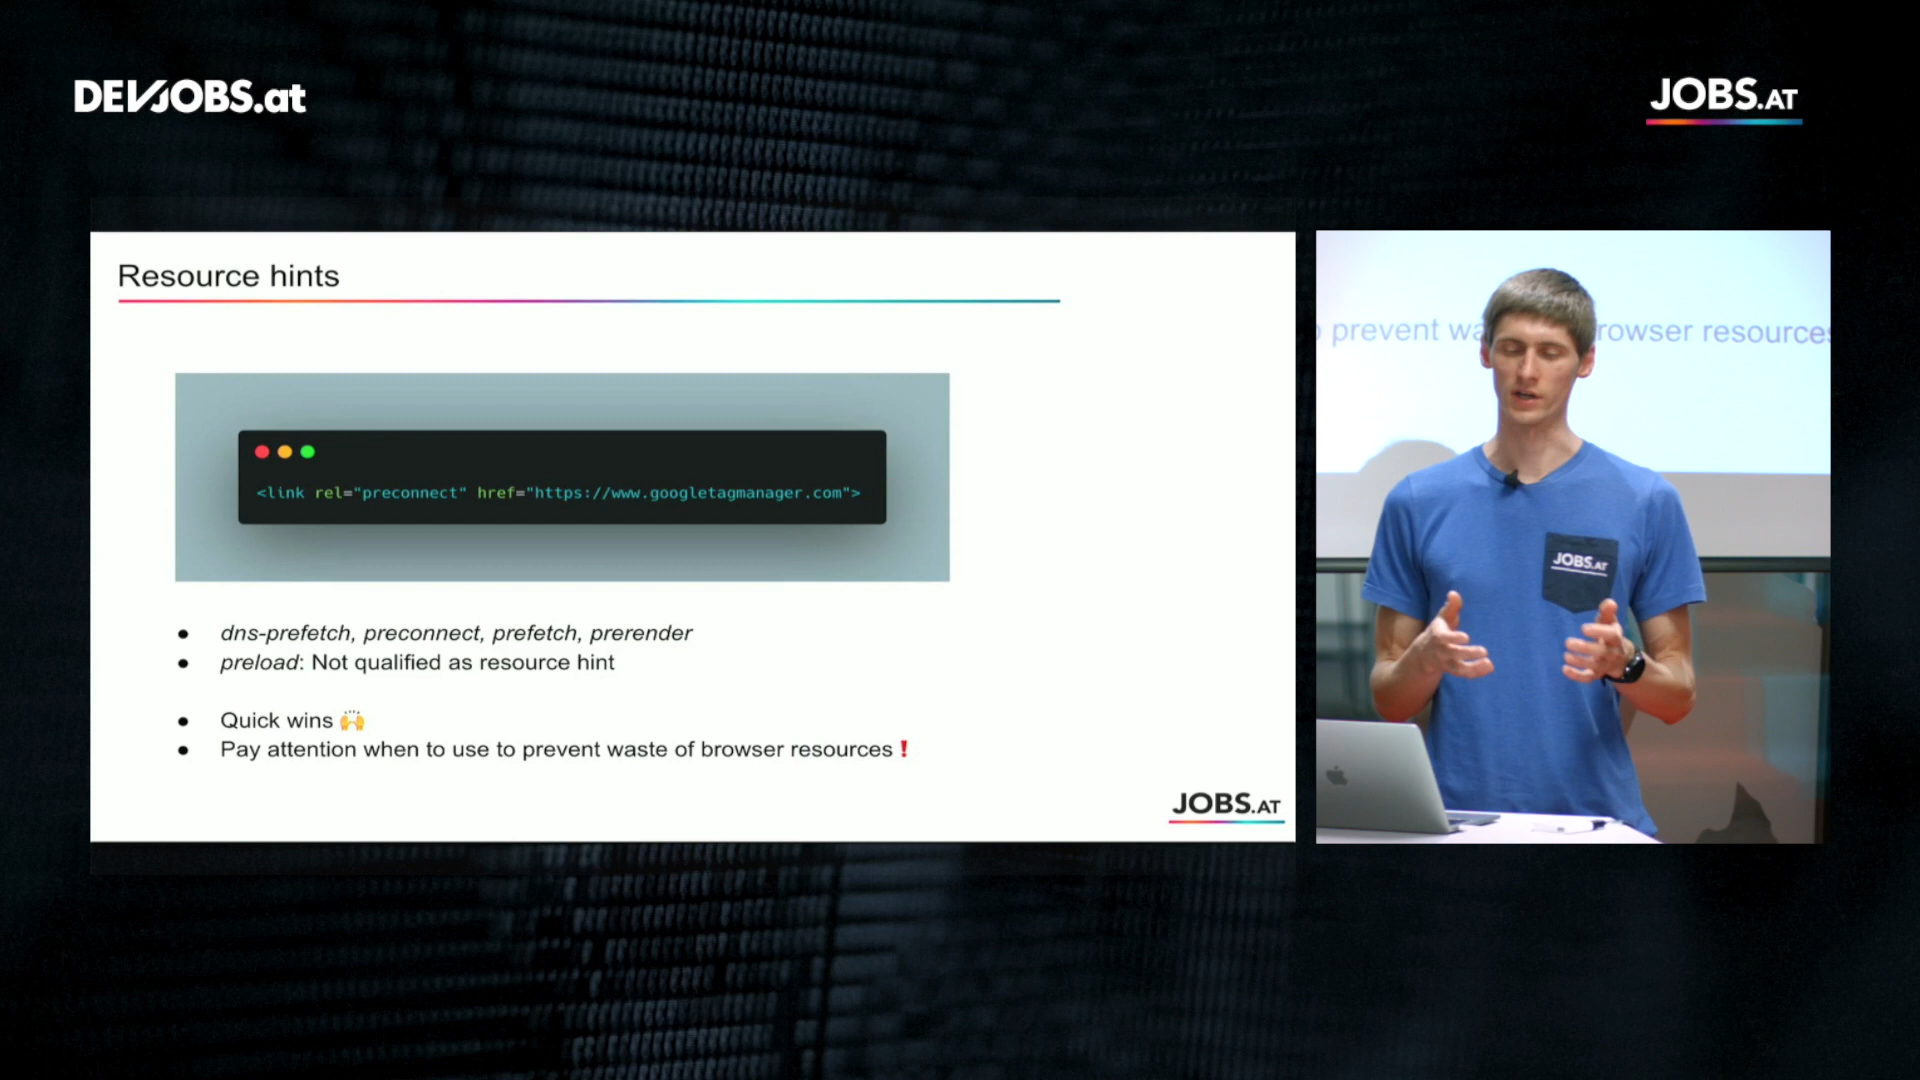 DEVJOBS.at
JOBS.AT
Resource hints
<link rel="preconnect" href="https://www.googletagmanager.com">
dns-prefetch, preconnect, prefetch, prerender
preload: Not qualified as resource hint
Quick wins 🙌
Pay attention when to use to prevent waste of browser resources ❗
JOBS.AT
prevent wa rowser resources
JOBS.AT